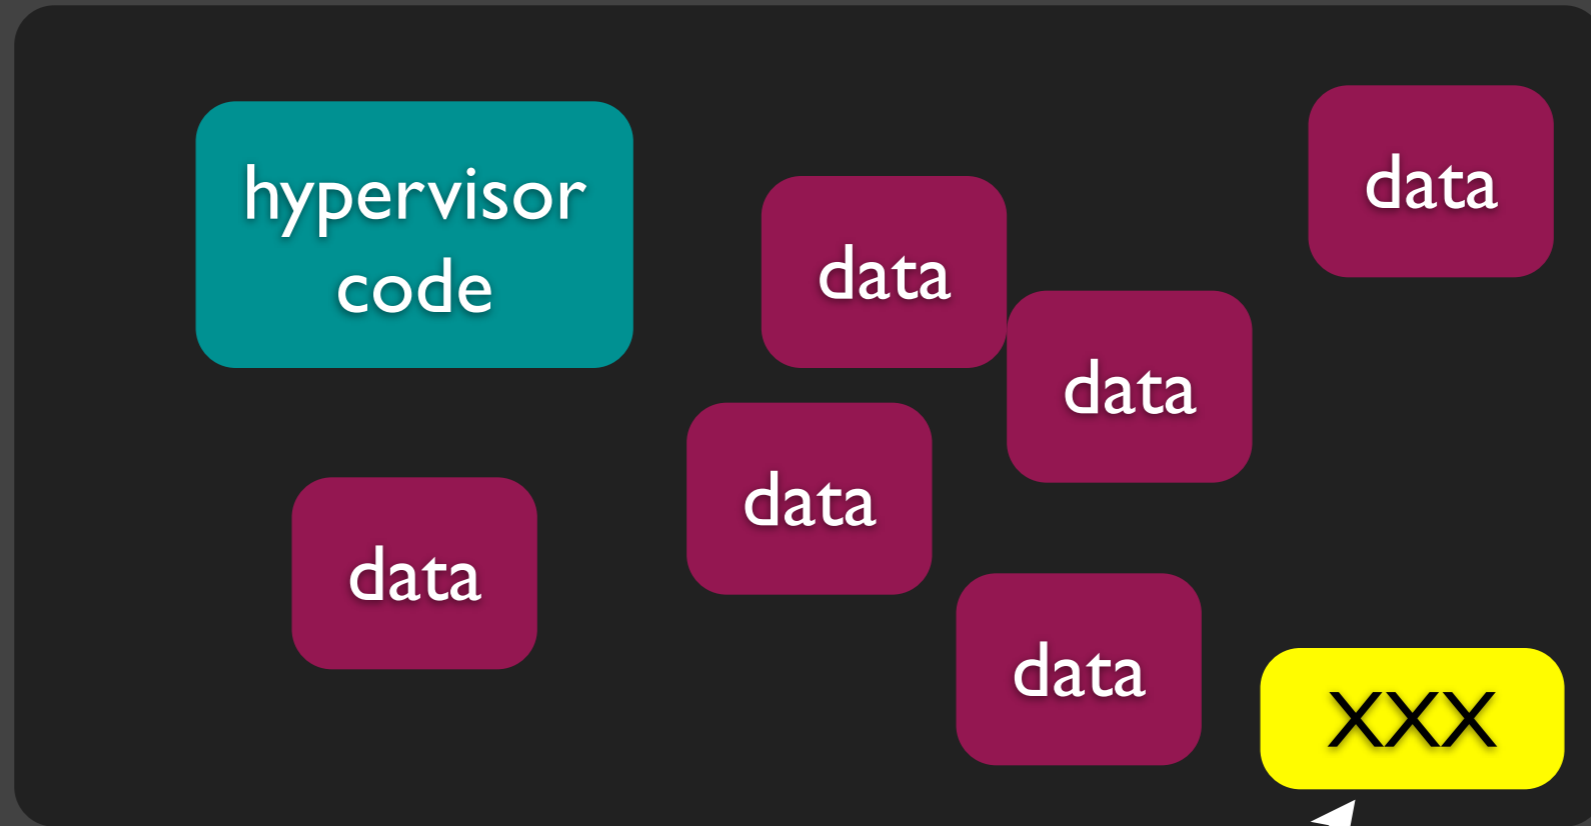 hypervisor
code
data
data
data
data
data
data
XXX